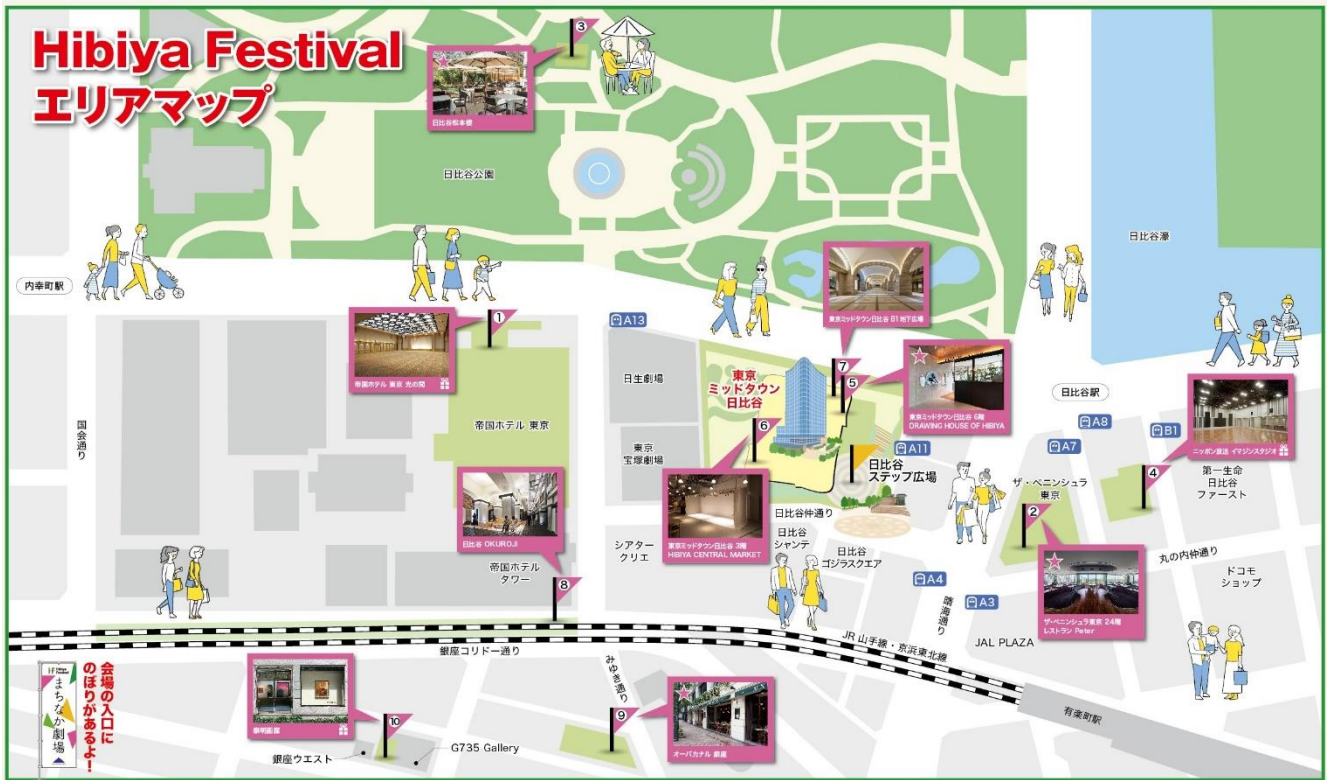 Hibiya Festival
エリアマップ
3
日比谷松本楼
日比谷公園
日比谷濠
内幸町駅
1
帝国ホテル 東京 光の間
A13
東京ミッドタウン日比谷 B1 地下広場
7
5
東京ミッドタウン日比谷 6階
DRAWING HOUSE OF HIBIYA
日比谷駅
A8
A7
B1
ニッポン放送 イマジンスタジオ
国会通り
帝国ホテル 東京
日生劇場
東京
宝塚劇場
東京
ミッドタウン
日比谷
6
東京ミッドタウン日比谷 3階
HIBIYA CENTRAL MARKET
A11
日比谷
ステップ広場
4
第一生命
日比谷
ファースト
ザ・ペニンシュラ
東京
2
ザ・ペニンシュラ東京 24階
レストラン Peter
丸の内仲通り
ドコモ
ショップ
日比谷 OKUROJI
帝国ホテル
タワー
8
シアター
クリエ
日比谷仲通り
日比谷
シャンテ
日比谷
ゴジラスクエア
A4
A3
晴海通り
JAL PLAZA
JR 山手線・京浜東北線
有楽町駅
銀座コリドー通り
みゆき通り
9
オーバカナル 銀座
10
銀座ウエスト
G735 Gallery
Hibiya
Festival
まちなか劇場
会場の入口に
のぼりがあるよ!